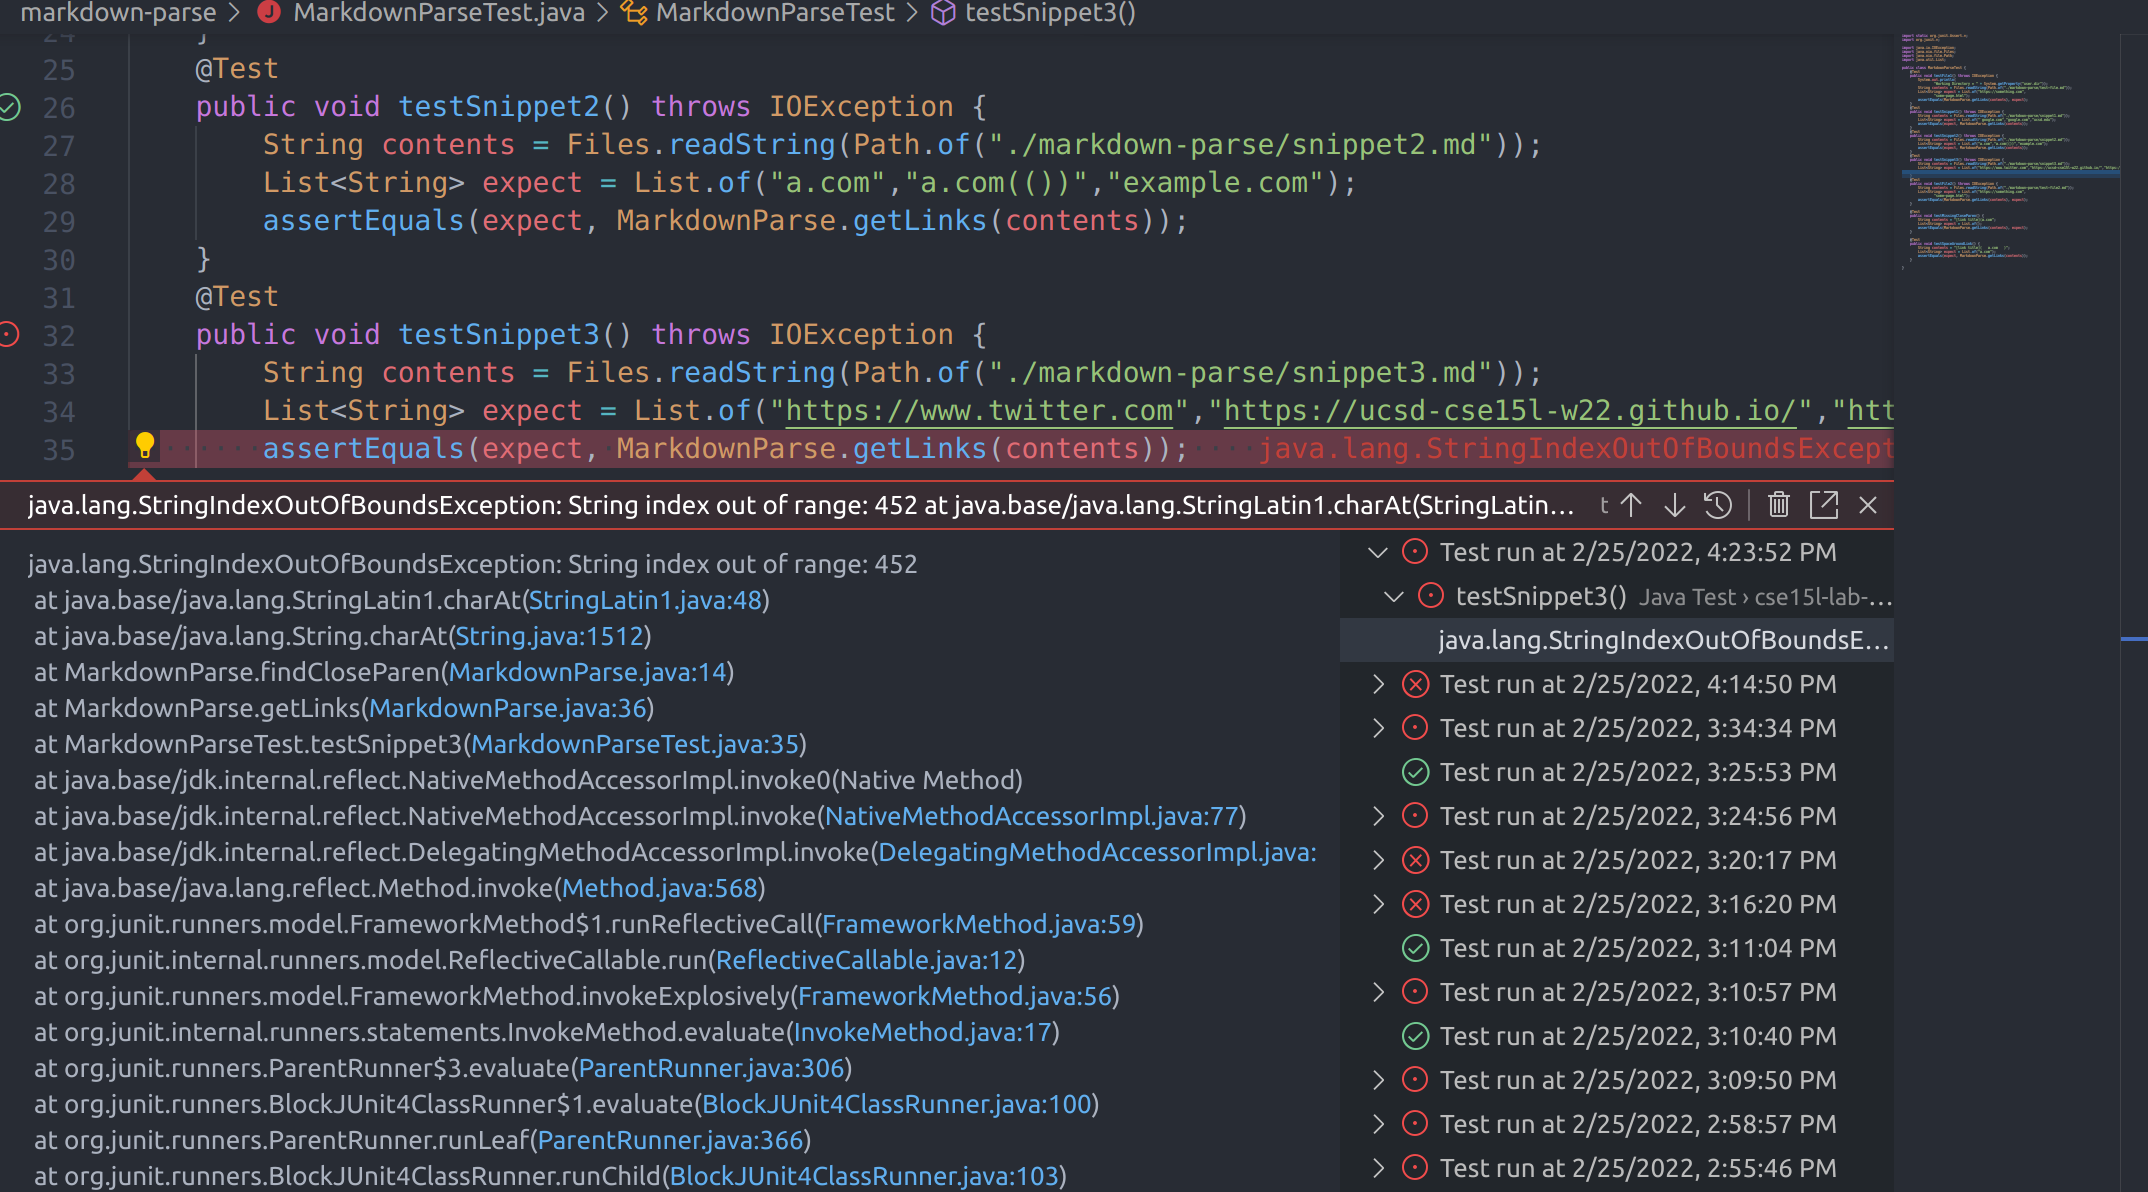 markdown-parse > MarkdownParseTest.java > MarkdownParseTest > testSnippet3()
24 }
25 @Test
26 public void testSnippet2() throws IOException {
27 String contents = Files.readString(Path.of("./markdown-parse/snippet2.md"));
28 List<String> expect = List.of("a.com","a.com(())","example.com");
29 assertEquals(expect, MarkdownParse.getLinks(contents));
30 }
31 @Test
32 public void testSnippet3() throws IOException {
33 String contents = Files.readString(Path.of("./markdown-parse/snippet3.md"));
34 List<String> expect = List.of("https://www.twitter.com","https://ucsd-cse15l-w22.github.io/","htt
35 assertEquals(expect, MarkdownParse.getLinks(contents)); java.lang.StringIndexOutOfBoundsExcept
java.lang.StringIndexOutOfBoundsException: String index out of range: 452 at java.base/java.lang.StringLatin1.charAt(StringLatin... t
java.lang.StringIndexOutOfBoundsException: String index out of range: 452
at java.base/java.lang.StringLatin1.charAt(StringLatin1.java:48)
at java.base/java.lang.String.charAt(String.java:1512)
at MarkdownParse.findCloseParen(MarkdownParse.java:14)
at MarkdownParse.getLinks(MarkdownParse.java:36)
at MarkdownParseTest.testSnippet3(MarkdownParseTest.java:35)
at java.base/jdk.internal.reflect.NativeMethodAccessorImpl.invoke0(Native Method)
at java.base/jdk.internal.reflect.NativeMethodAccessorImpl.invoke(NativeMethodAccessorImpl.java:77)
at java.base/jdk.internal.reflect.DelegatingMethodAccessorImpl.invoke(DelegatingMethodAccessorImpl.java:
at java.base/java.lang.reflect.Method.invoke(Method.java:568)
at org.junit.runners.model.FrameworkMethod$1.runReflectiveCall(FrameworkMethod.java:59)
at org.junit.internal.runners.model.ReflectiveCallable.run(ReflectiveCallable.java:12)
at org.junit.runners.model.FrameworkMethod.invokeExplosively(FrameworkMethod.java:56)
at org.junit.internal.runners.statements.InvokeMethod.evaluate(InvokeMethod.java:17)
at org.junit.runners.ParentRunner$3.evaluate(ParentRunner.java:306)
at org.junit.runners.BlockJUnit4ClassRunner$1.evaluate(BlockJUnit4ClassRunner.java:100)
at org.junit.runners.ParentRunner.runLeaf(ParentRunner.java:366)
at org.junit.runners.BlockJUnit4ClassRunner.runChild(BlockJUnit4ClassRunner.java:103)
Test run at 2/25/2022, 4:23:52 PM
testSnippet3() Java Test › cse15l-lab-...
java.lang.StringIndexOutOfBoundsE...
Test run at 2/25/2022, 4:14:50 PM
Test run at 2/25/2022, 3:34:34 PM
Test run at 2/25/2022, 3:25:53 PM
Test run at 2/25/2022, 3:24:56 PM
Test run at 2/25/2022, 3:20:17 PM
Test run at 2/25/2022, 3:16:20 PM
Test run at 2/25/2022, 3:11:04 PM
Test run at 2/25/2022, 3:10:57 PM
Test run at 2/25/2022, 3:10:40 PM
Test run at 2/25/2022, 3:09:50 PM
Test run at 2/25/2022, 2:58:57 PM
Test run at 2/25/2022, 2:55:46 PM